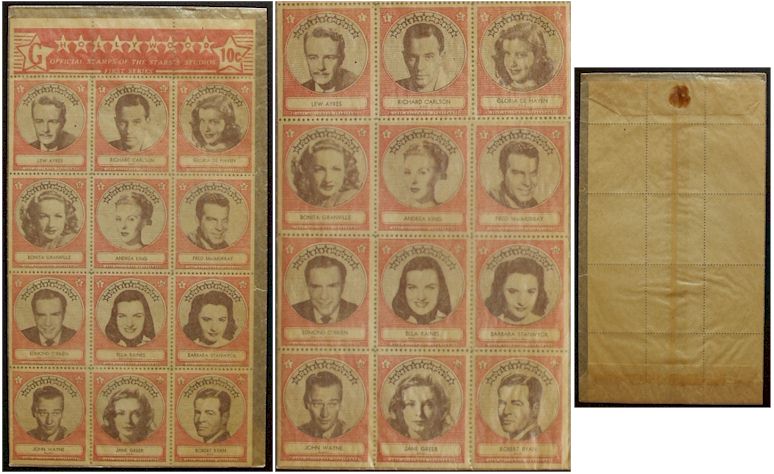 G HOLLYWOOD 10¢
OFFICIAL STAMPS OF THE STARS & STUDIOS
FIRST SERIES
LEW AYRES RICHARD CARLSON GLORIA DE HAVEN
BONITA GRANVILLE ANDREA KING FRED MacMURRAY
EDMOND O'BRIEN ELLA RAINES BARBARA STANWYCK
JOHN WAYNE JANE GREER ROBERT RYAN
LEW AYRES RICHARD CARLSON GLORIA DE HAVEN
BONITA GRANVILLE ANDREA KING FRED MacMURRAY
EDMOND O'BRIEN ELLA RAINES BARBARA STANWYCK
JOHN WAYNE JANE GREER ROBERT RYAN